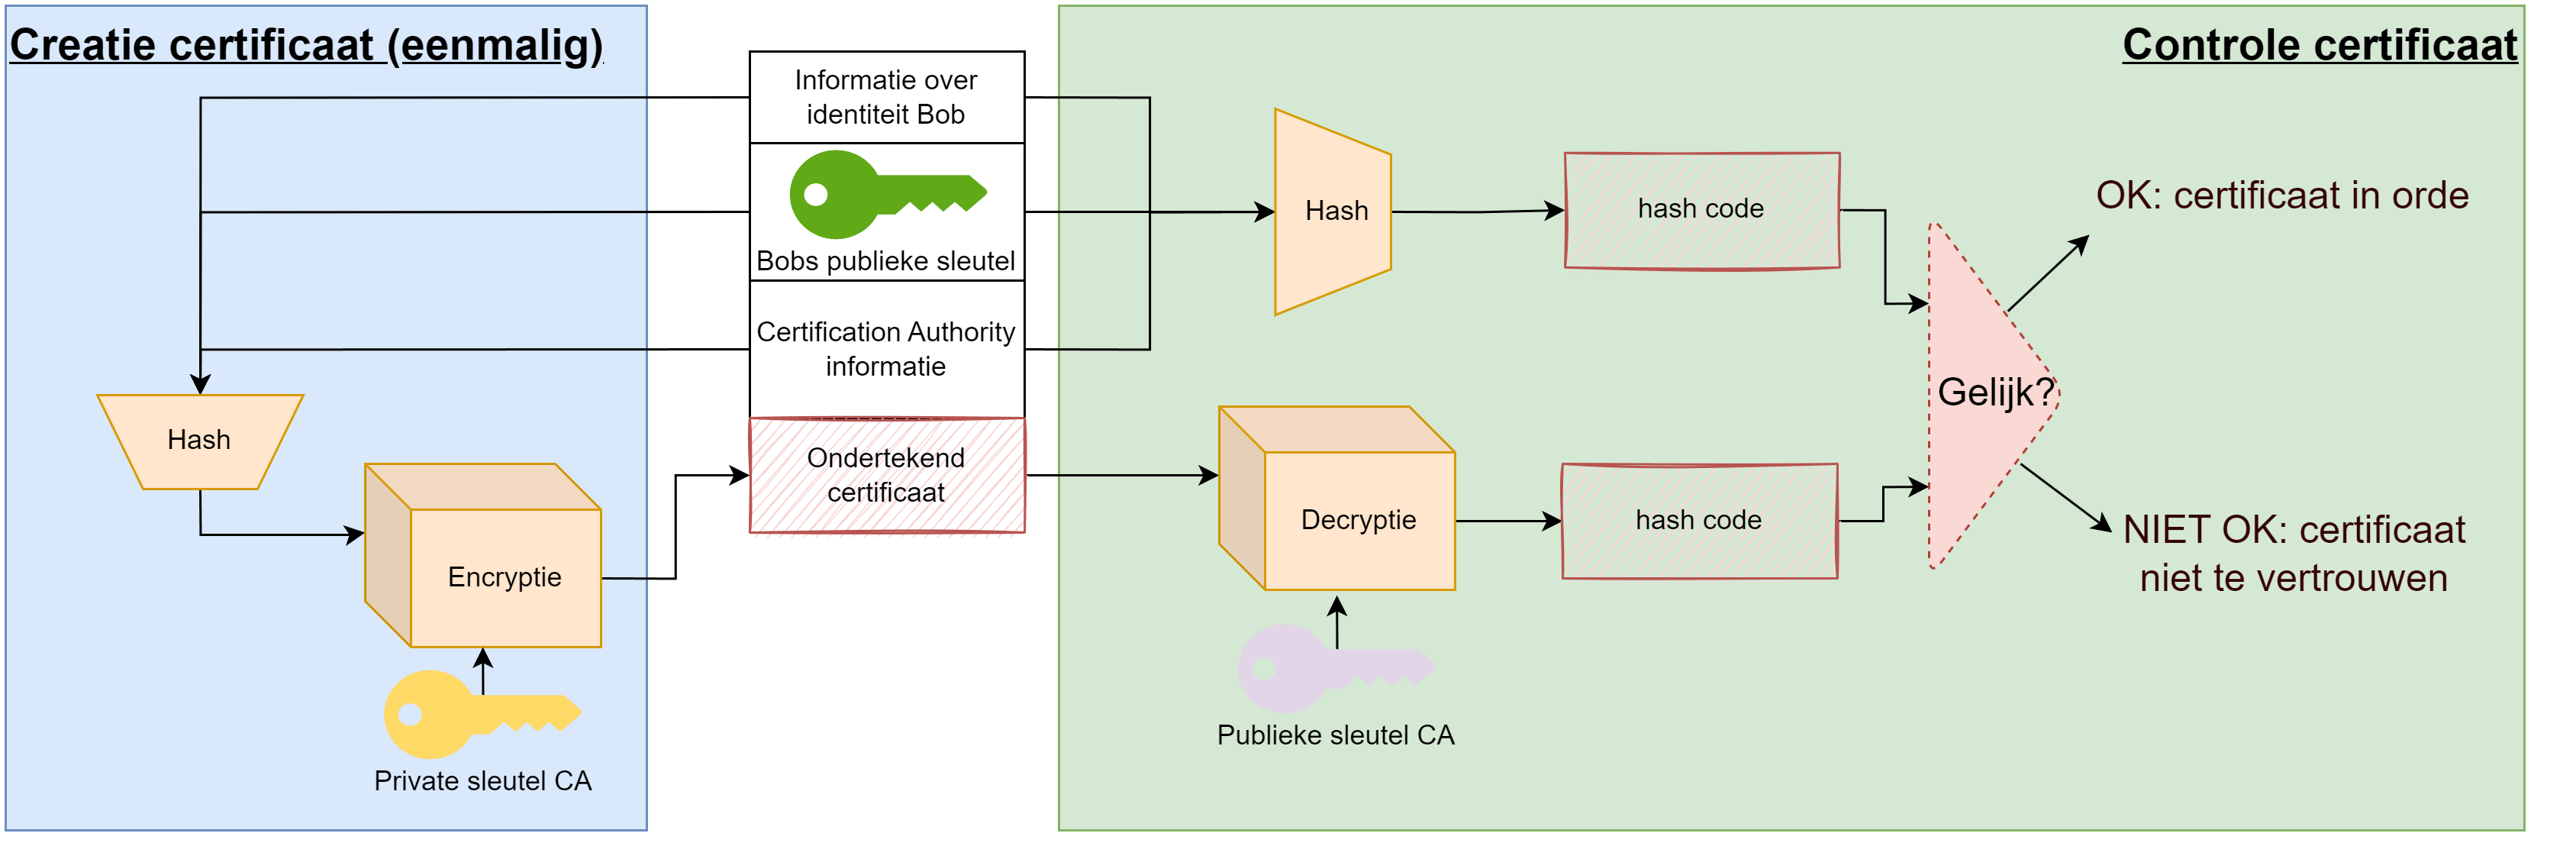 Creatie certificaat (eenmalig)
Hash
Encryptie
Private sleutel CA
Informatie over
identiteit Bob
Bobs publieke sleutel
Certification Authority
informatie
Ondertekend
certificaat
Controle certificaat
Hash
hash code
Decryptie
hash code
Publieke sleutel CA
Gelijk?
OK: certificaat in orde
NIET OK: certificaat
niet te vertrouwen